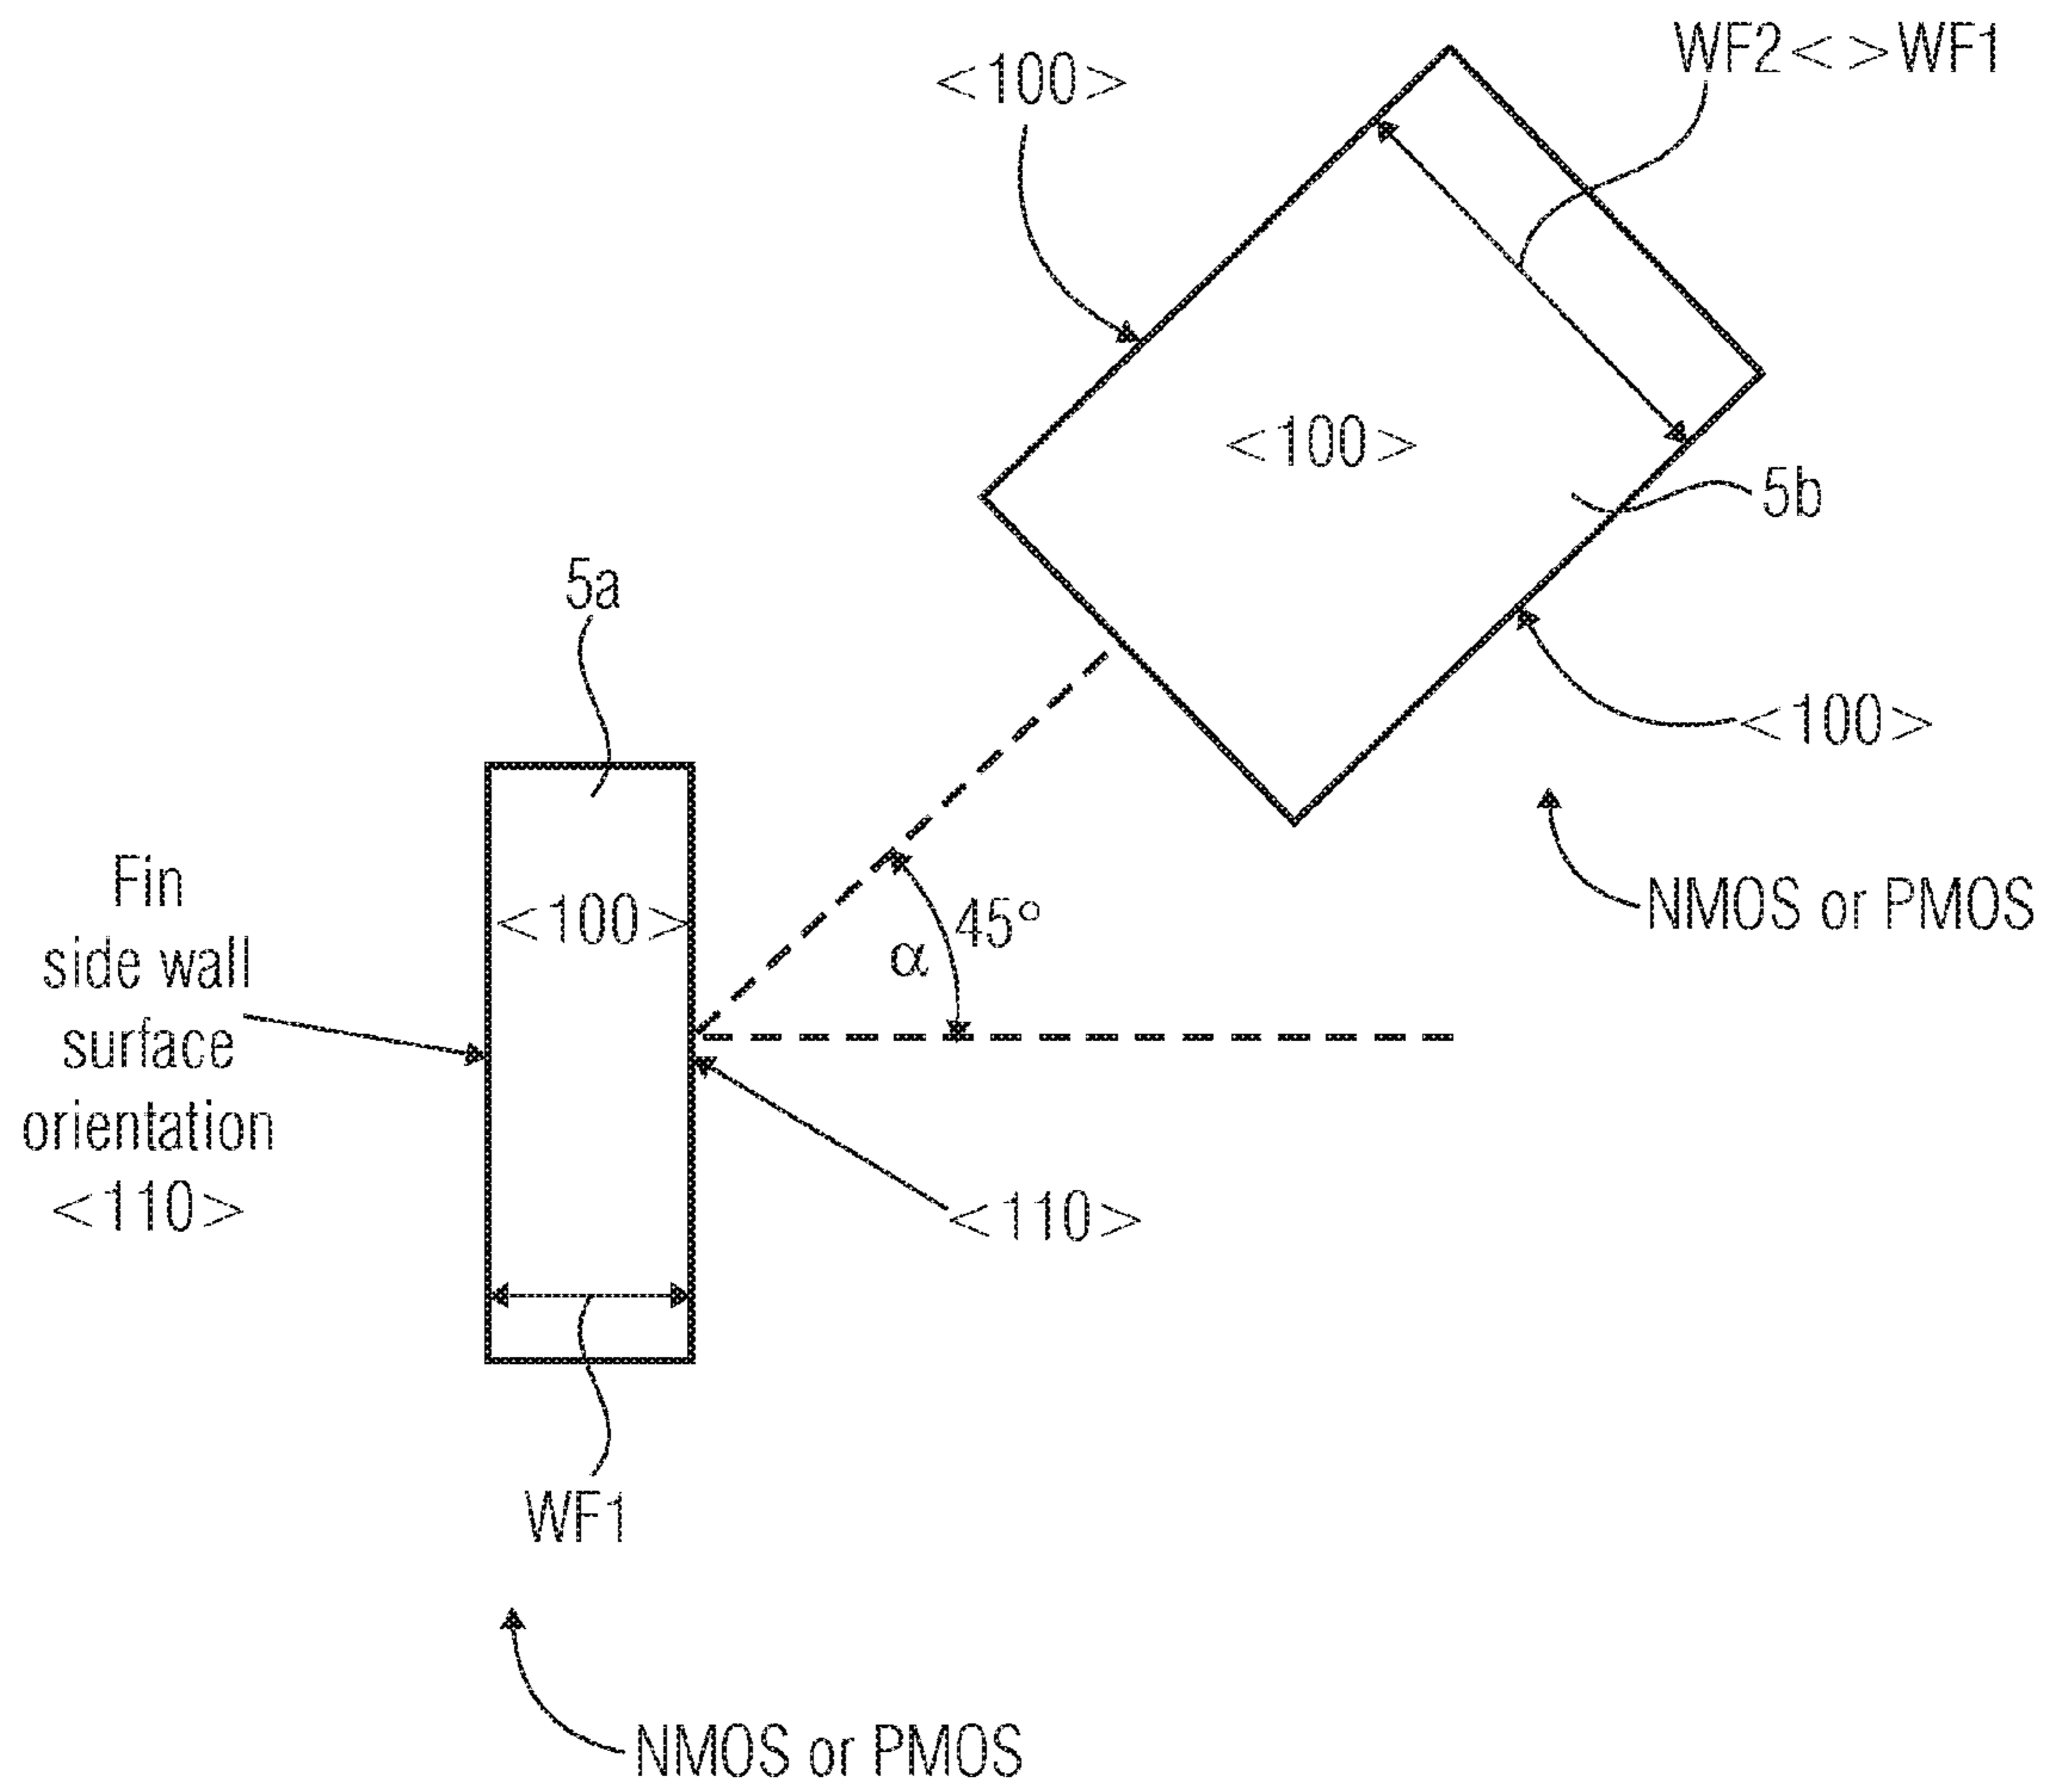 WF2< >WF1
<100>
<100>
5b
5a
<100>
NMOS or PMOS
<100>
45°
α
Fin
side wall
surface
orientation
<110>
<110>
WF1
NMOS or PMOS